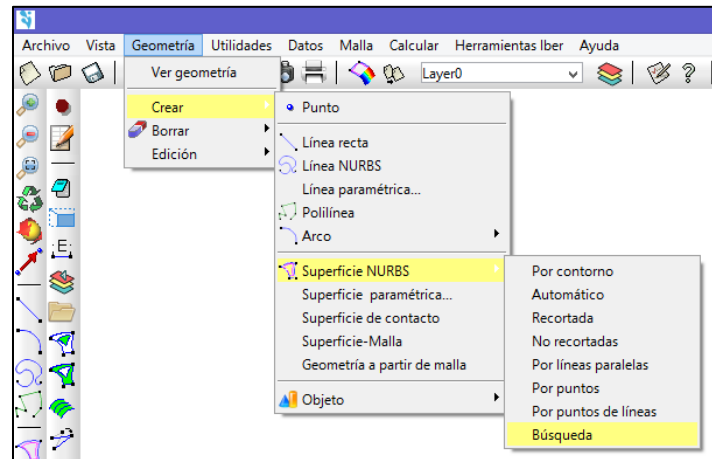 Archivo Vista Geometría Utilidades Datos Malla Calcular Herramientas Iber Ayuda
Ver geometría
Layer0
?
Crear
Borrar
Edición
E
Punto
Línea recta
Línea NURBS
Línea paramétrica...
Polilínea
Arco
Superficie NURBS
Superficie paramétrica...
Superficie de contacto
Superficie-Malla
Geometría a partir de malla
Objeto
Por contorno
Automático
Recortada
No recortadas
Por líneas paralelas
Por puntos
Por puntos de líneas
Búsqueda